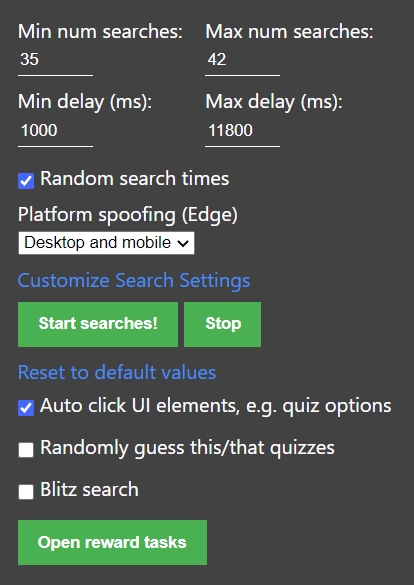 Min num searches: Max num searches:
35 42
Min delay (ms): Max delay (ms):
1000 11800
Random search times
Platform spoofing (Edge)
Desktop and mobile
Customize Search Settings
Start searches! Stop
Reset to default values
Auto click UI elements, e.g. quiz options
Randomly guess this/that quizzes
Blitz search
Open reward tasks